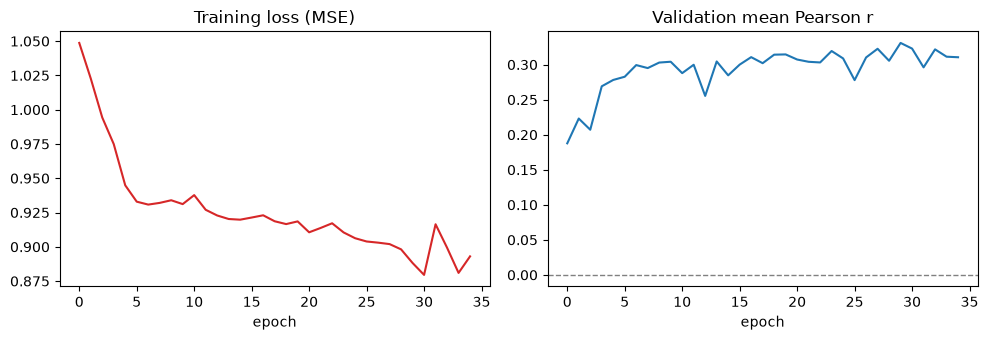 Training loss (MSE)
1.050
1.025
1.000
0.975
0.950
0.925
0.900
0.875
0 5 10 15 20 25 30 35
epoch
Validation mean Pearson r
0.30
0.25
0.20
0.15
0.10
0.05
0.00
0 5 10 15 20 25 30 35
epoch